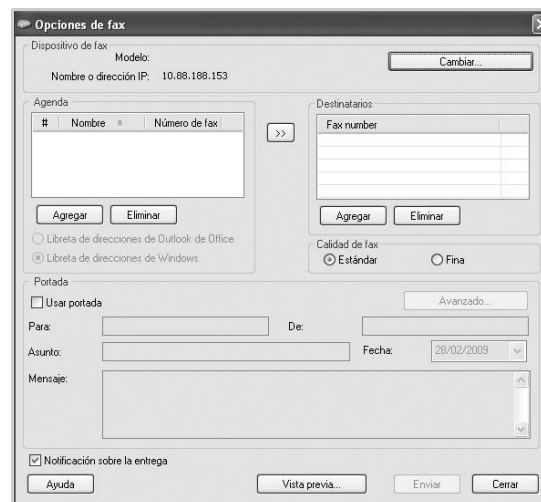 Opciones de fax
Dispositivo de fax
Modelo:
Cambiar...
Nombre o dirección IP: 10.88.188.153
Agenda
# Nombre Número de fax
>>
Agregar Eliminar
Libreta de direcciones de Outlook de Office
Libreta de direcciones de Windows
Destinatarios
Fax number
Agregar Eliminar
Calidad de fax
Estándar Fina
Portada
Usar portada Avanzado...
Para: De:
Asunto: Fecha: 28/02/2009
Mensaje:
Notificación sobre la entrega
Ayuda Vista previa... Enviar Cerrar